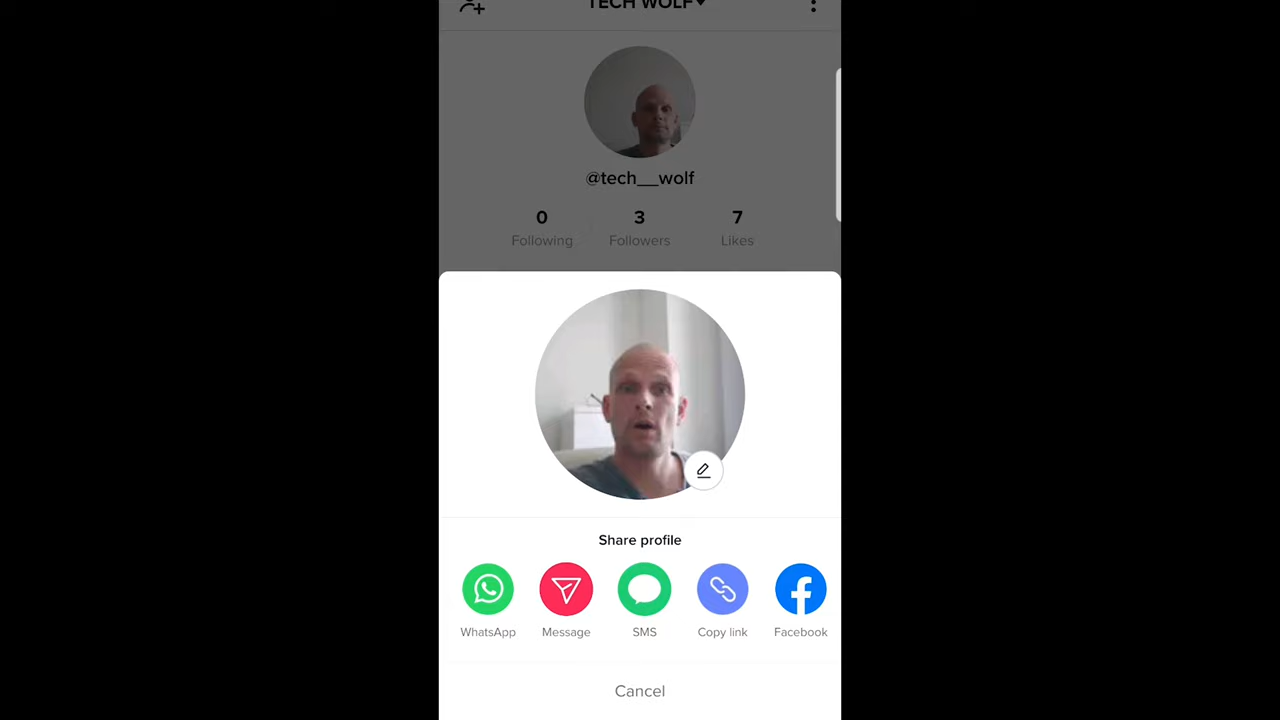 TECH WOLF
@tech__wolf
0 3 7
Following Followers Likes
Share profile
WhatsApp Message SMS Copy link Facebook
Cancel